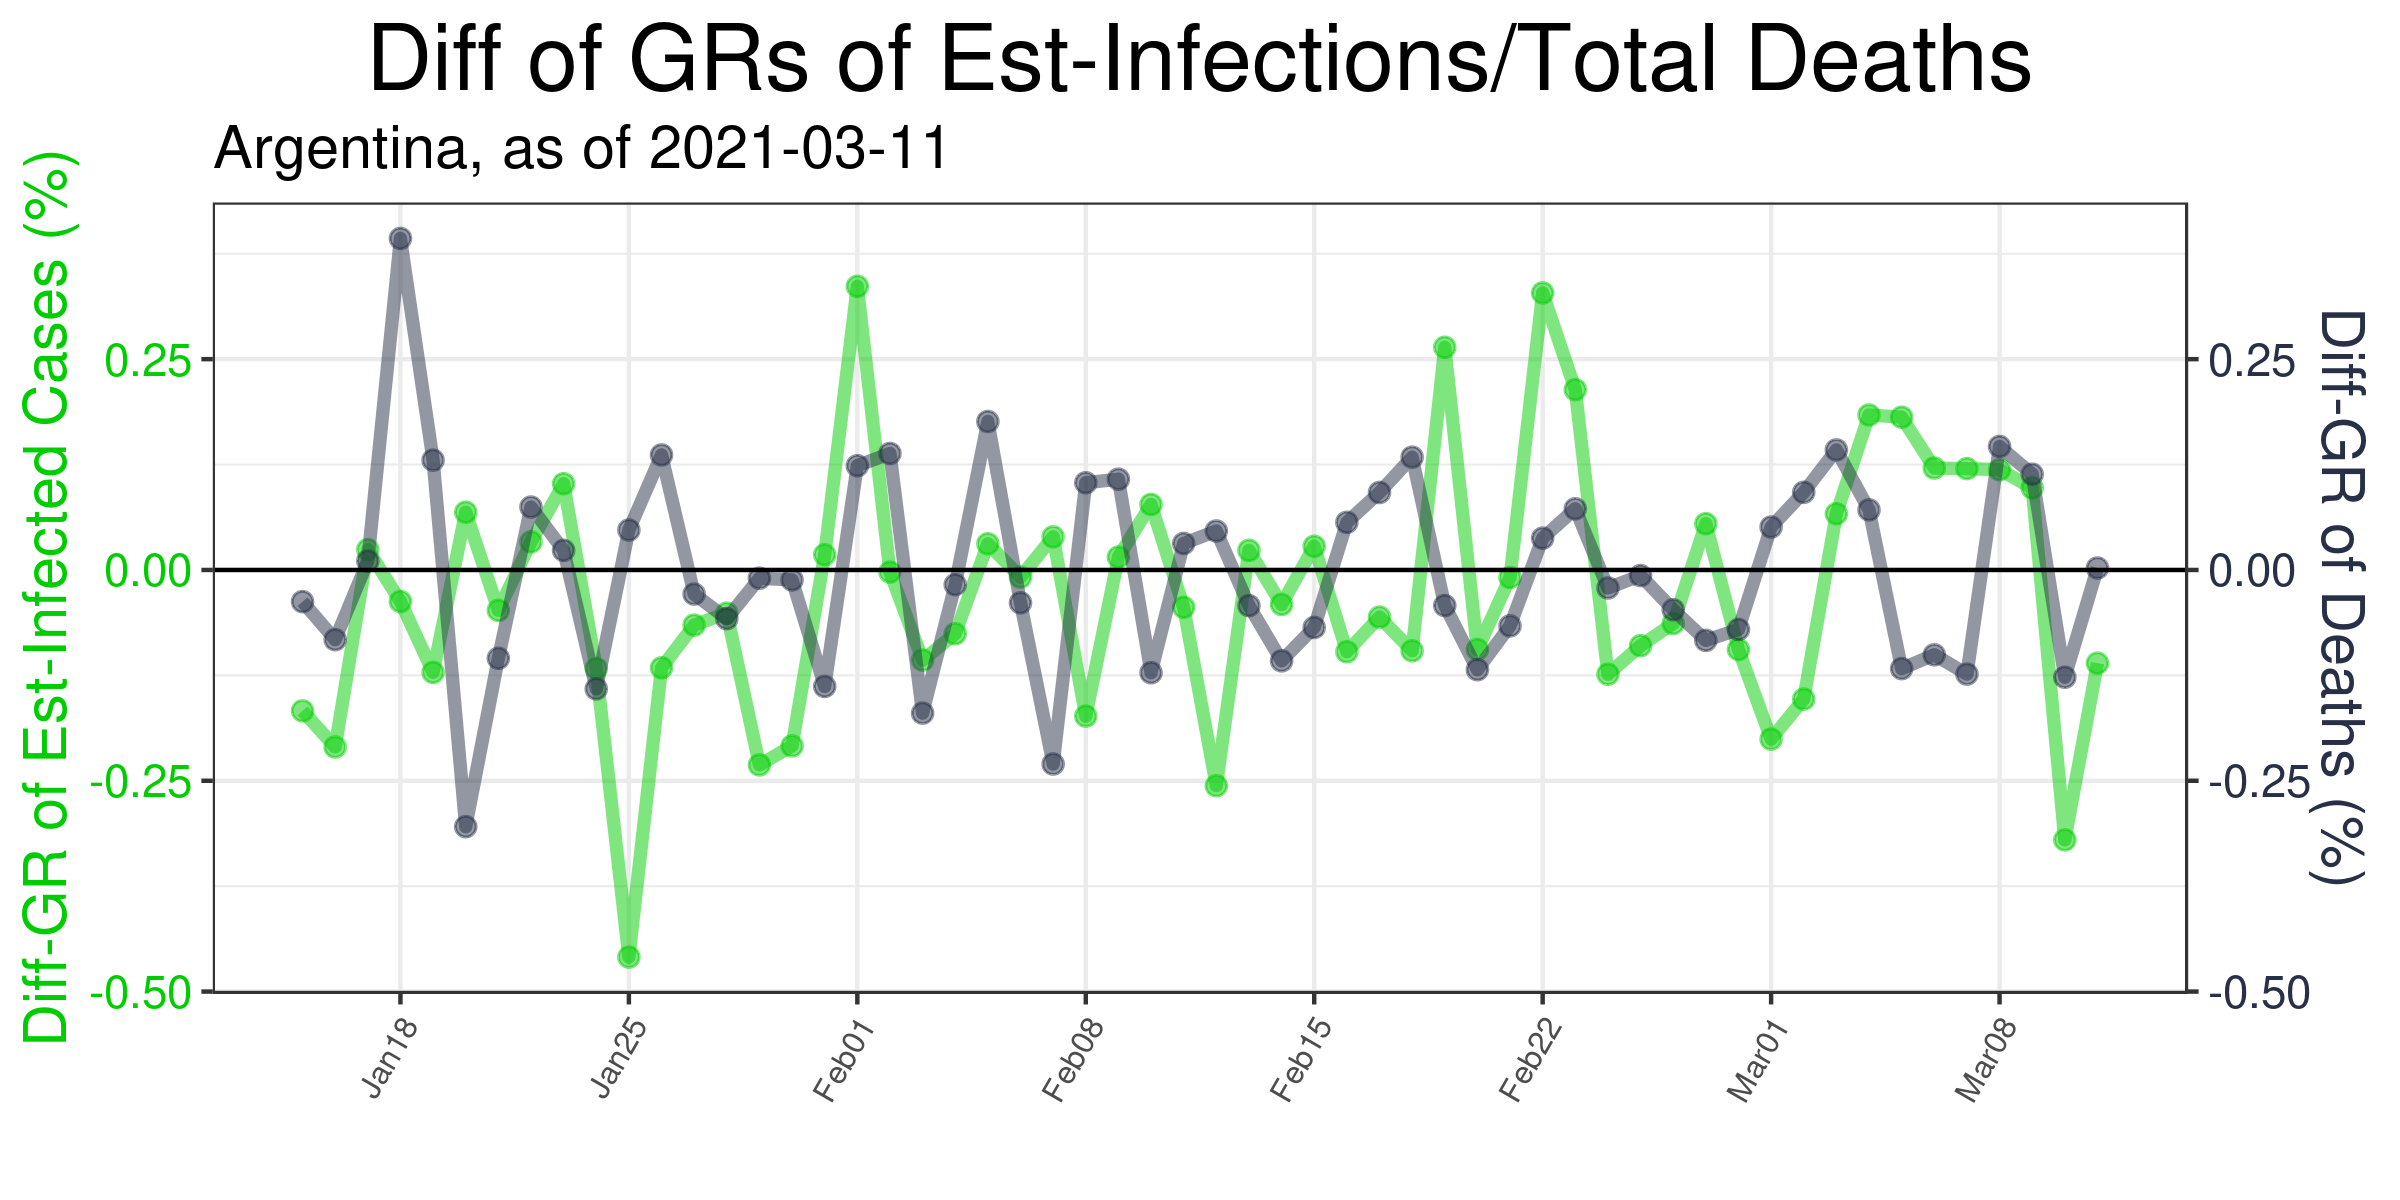 Diff of GRs of Est-Infections/Total Deaths
Argentina, as of 2021-03-11
Diff-GR of Est-Infected Cases (%)
0.25
0.00
-0.25
-0.50
0.25
0.00
-0.25
-0.50
Diff-GR of Deaths (%)
Jan18
Jan25
Feb01
Feb08
Feb15
Feb22
Mar01
Mar08